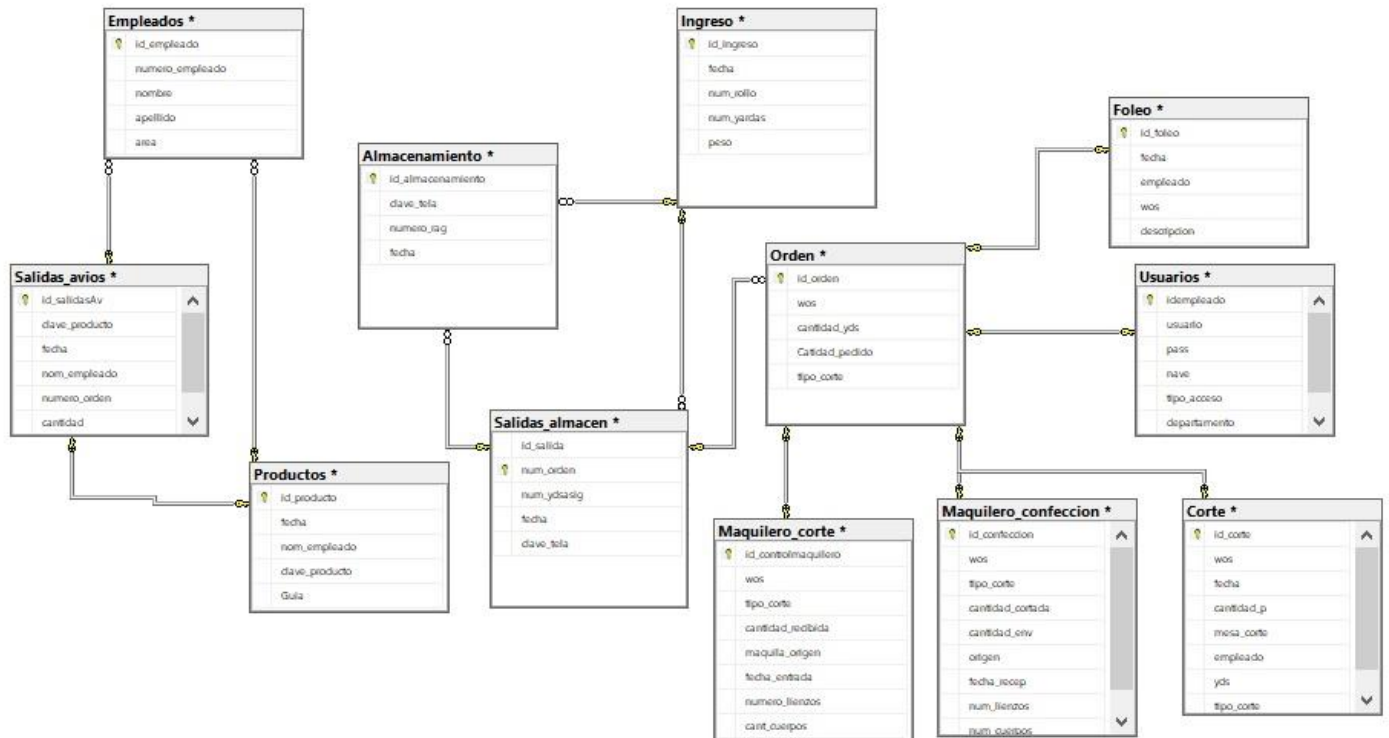 Empleados *
id_empleado
numero_empleado
nombre
apellido
area
Ingreso *
id_ingreso
fecha
num_rollo
num_yardas
peso
Foleo *
id_foleo
fecha
empleado
wos
descripcion
Almacenamiento *
id_almacenamiento
clave_tela
numero_rag
fecha
Orden *
id_orden
wos
cantidad_yds
Catidad_pedido
tipo_corte
Usuarios *
idempleado
usuario
pass
nave
tipo_acceso
departamento
Salidas_avios *
id_salidasAv
clave_producto
fecha
nom_empleado
numero_orden
cantidad
Salidas_almacen *
id_salida
num_orden
num_ydsasig
fecha
clave_tela
Productos *
id_producto
fecha
nom_empleado
clave_producto
Guia
Maquilero_corte *
id_controlmaquilero
wos
tipo_corte
cantidad_recibida
maquila_origen
fecha_entrada
numero_lienzos
cant_cuerpos
Maquilero_confeccion *
id_confeccion
wos
tipo_corte
cantidad_cortada
cantidad_env
origen
fecha_recep
num_lienzos
num_cuerpos
Corte *
id_corte
wos
fecha
cantidad_p
mesa_corte
empleado
yds
tipo_corte